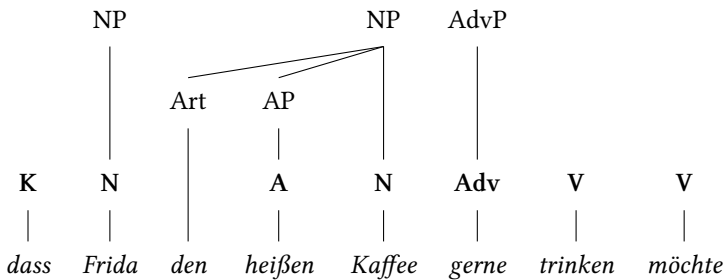 NP NP AdvP
Art AP
K N A N Adv V V
dass Frida den heißen Kaffee gerne trinken möchte